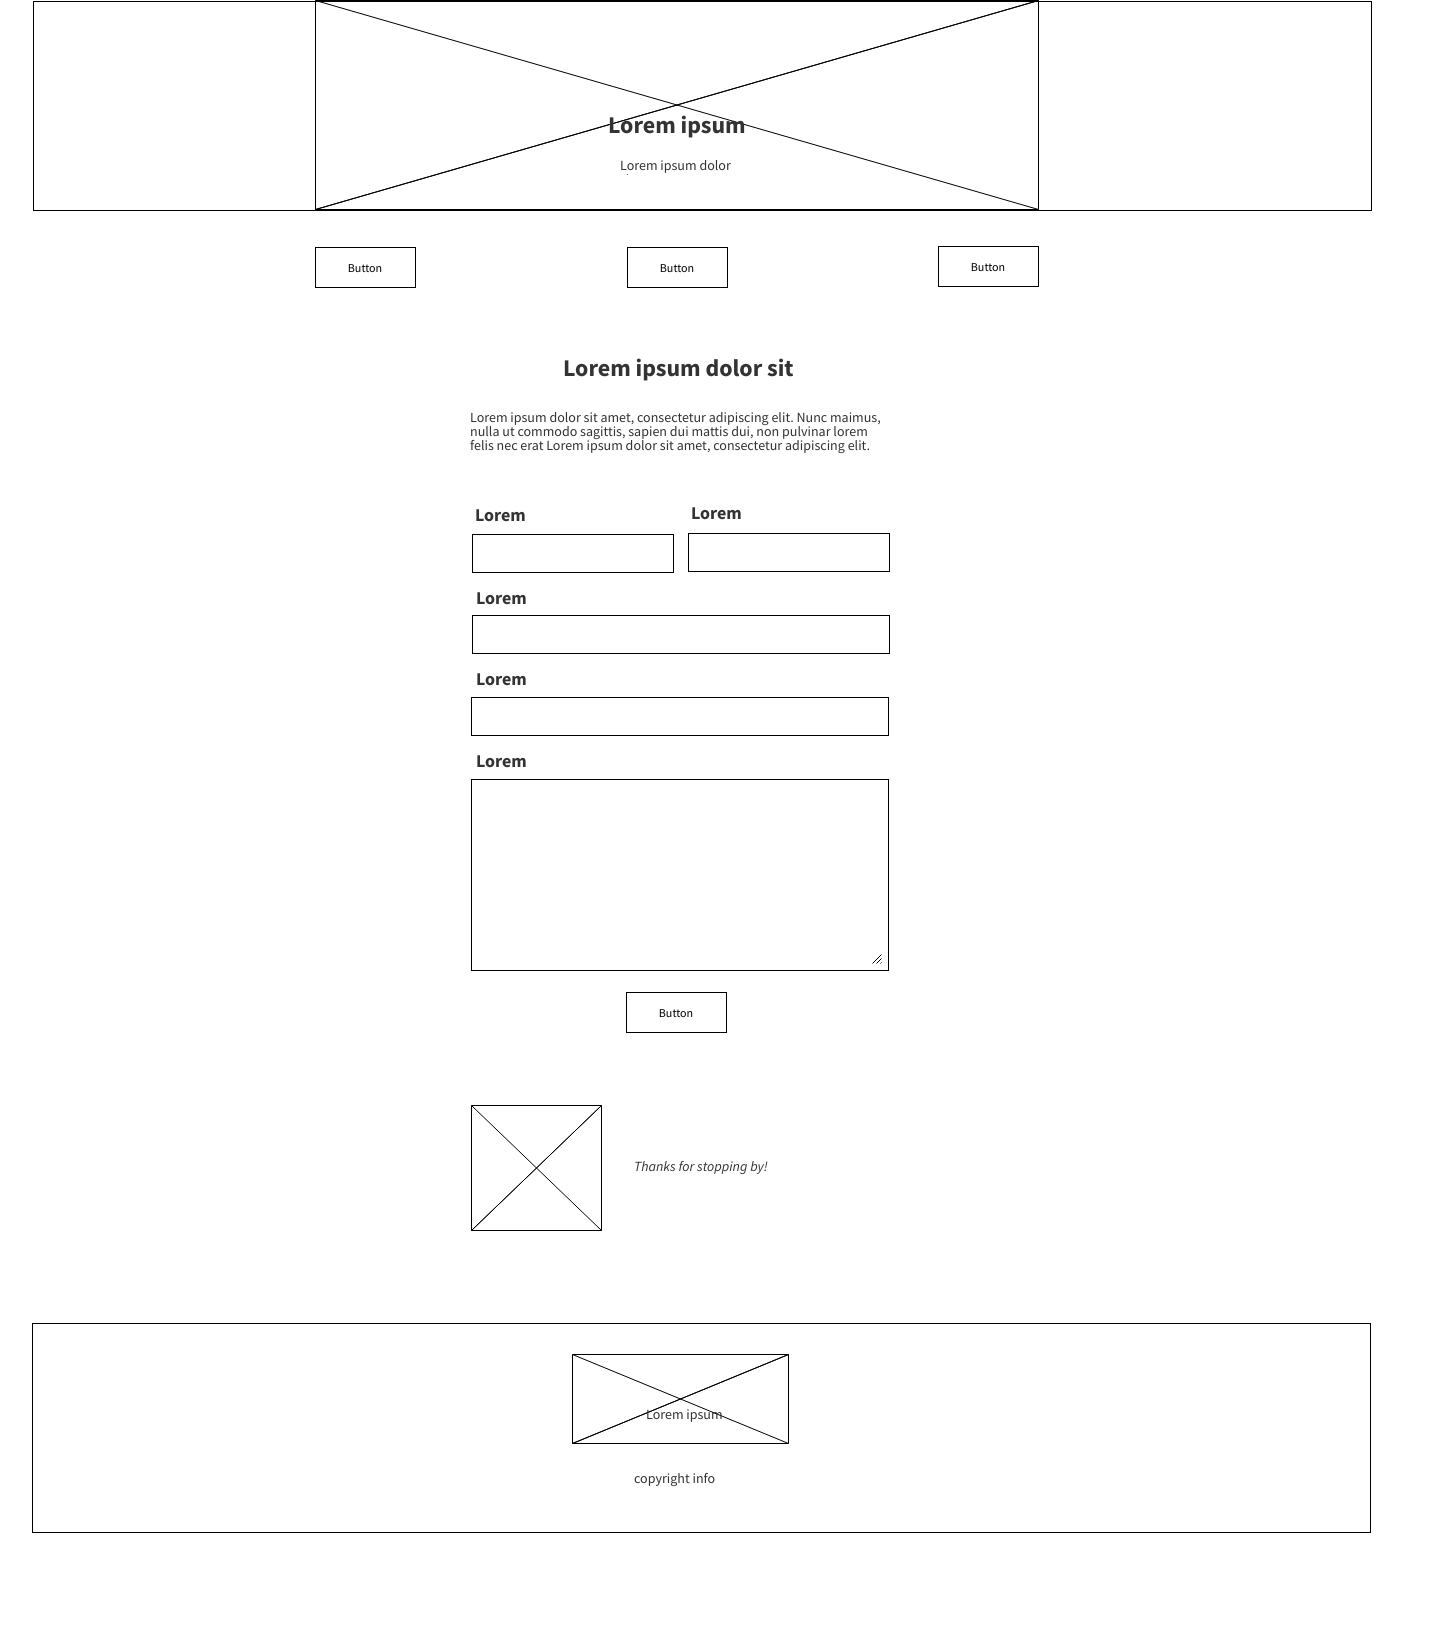 Lorem ipsum
Lorem ipsum dolor
Button
Button
Button
Lorem ipsum dolor sit
Lorem ipsum dolor sit amet, consectetur adipiscing elit. Nunc maimus,
nulla ut commodo sagittis, sapien dui mattis dui, non pulvinar lorem
felis nec erat Lorem ipsum dolor sit amet, consectetur adipiscing elit.
Lorem
Lorem
Lorem
Lorem
Lorem
Button
Thanks for stopping by!
Lorem ipsum
copyright info